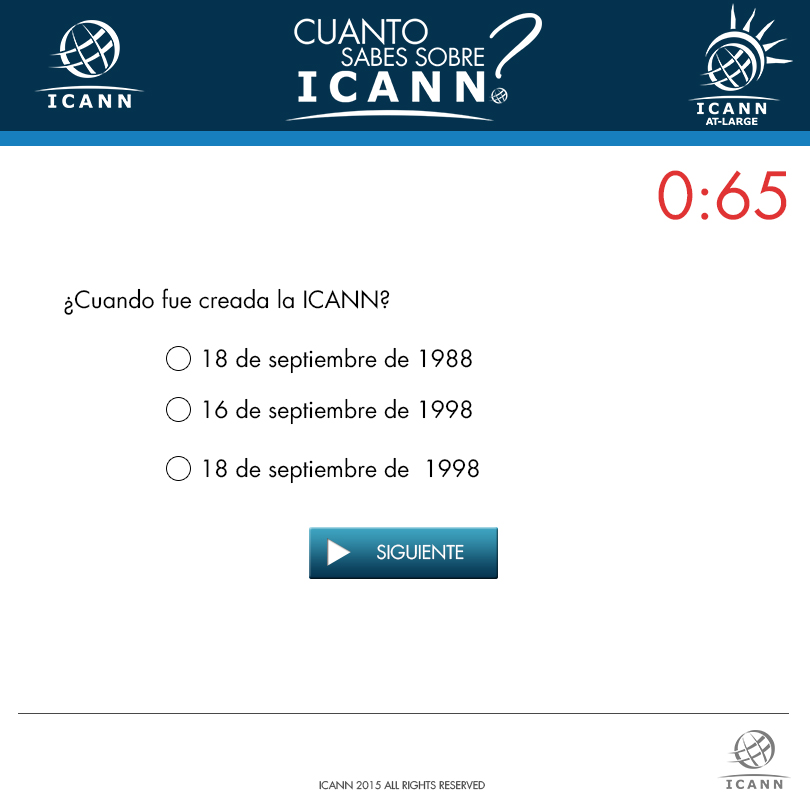 ICANN
CUANTO
SABES SOBRE
ICANN?
ICANN
AT-LARGE
0:65
¿Cuando fue creada la ICANN?
18 de septiembre de 1988
16 de septiembre de 1998
18 de septiembre de 1998
SIGUIENTE
ICANN
ICANN 2015 ALL RIGHTS RESERVED